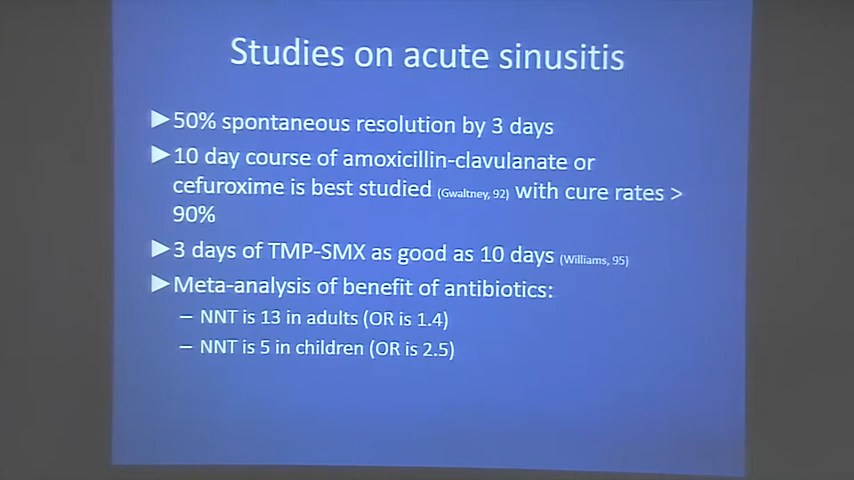 Studies on acute sinusitis
▶50% spontaneous resolution by 3 days
▶10 day course of amoxicillin-clavulanate or
cefuroxime is best studied (Gwaltney, 92) with cure rates >
90%
▶3 days of TMP-SMX as good as 10 days (Williams, 95)
▶Meta-analysis of benefit of antibiotics:
– NNT is 13 in adults (OR is 1.4)
– NNT is 5 in children (OR is 2.5)